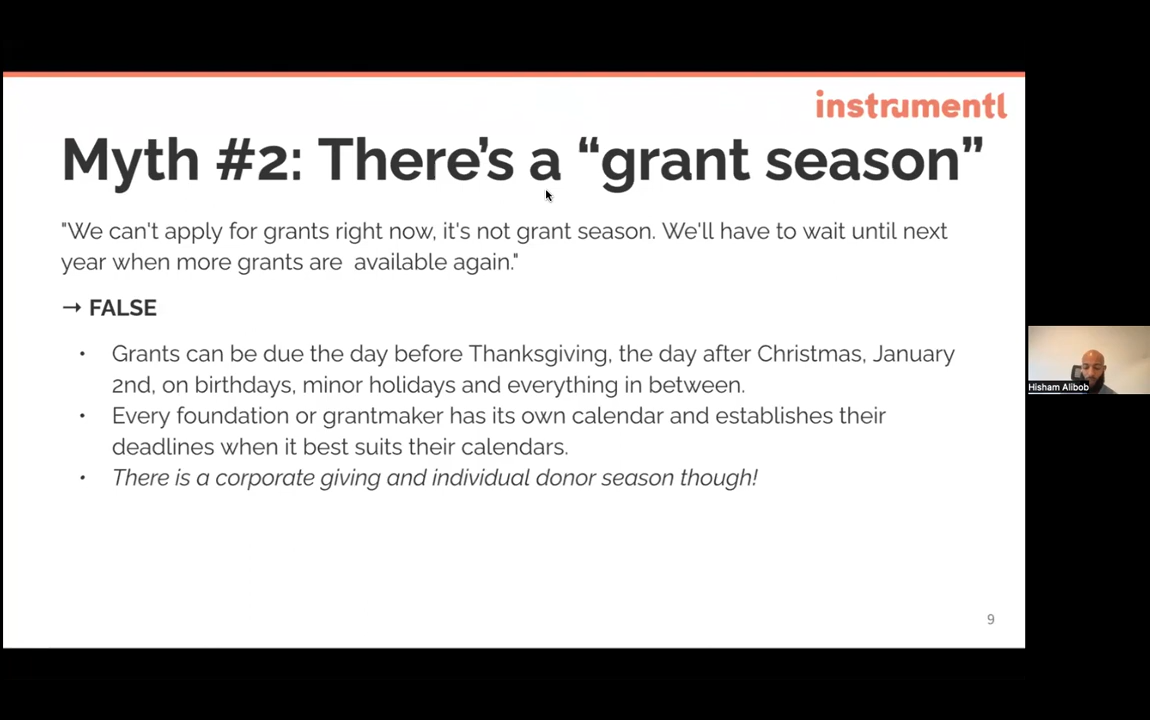 instrumentl
Myth #2: There’s a “grant season”
"We can't apply for grants right now, it's not grant season. We'll have to wait until next
year when more grants are  available again."
→ FALSE
• Grants can be due the day before Thanksgiving, the day after Christmas, January
2nd, on birthdays, minor holidays and everything in between.
• Every foundation or grantmaker has its own calendar and establishes their
deadlines when it best suits their calendars.
• There is a corporate giving and individual donor season though!
Hisham Alibob
9